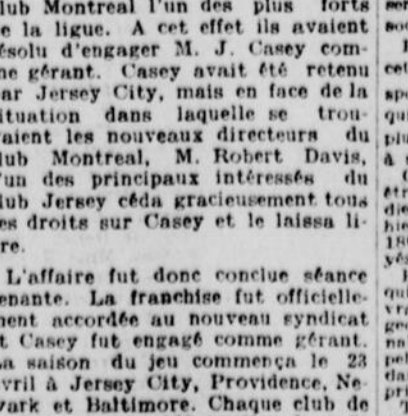 lub Montreal l'un des plus forts
e la ligue. A cet effet ils avaient
ésolu d'engager M. J. Casey com-
ne gérant. Casey avait été retenu
ar Jersey City, mais en face de la
ituation dans laquelle se trou-
vaient les nouveaux directeurs du
lub Montreal, M. Robert Davis,
'un des principaux intéressés du
lub Jersey céda gracieusement tous
es droits sur Casey et le laissa li-
re.
L'affaire fut donc conclue séance
enante. La franchise fut officielle-
ment accordée au nouveau syndicat
t Casey fut engagé comme gérant.
a saison du jeu commença le 23
vril à Jersey City, Providence, Ne-
ark et Baltimore. Chaque club de